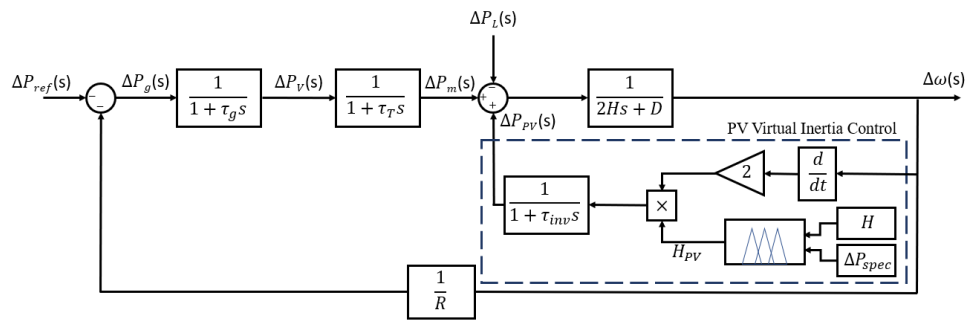 ΔP_L(s)
ΔP_ref(s)
ΔP_g(s)
1
1 + τ_g s
ΔP_V(s)
1
1 + τ_T s
ΔP_m(s)
1
2Hs + D
Δω(s)
− −
− + +
ΔP_PV(s)
PV Virtual Inertia Control
1
1 + τ_inv s
×
2
d
dt
H_PV
H
ΔP_spec
1
R